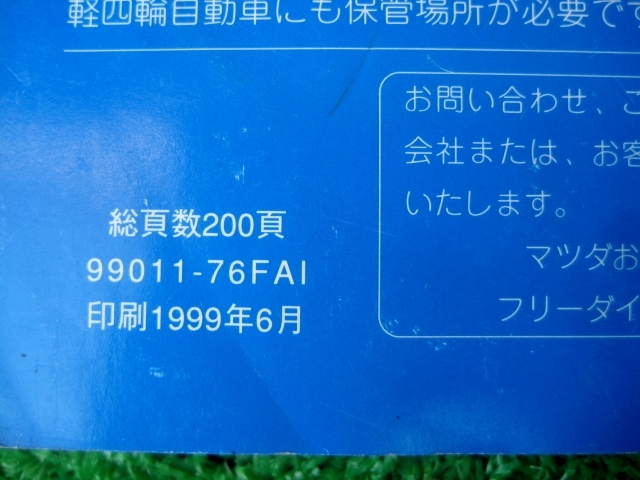 軽四輪自動車にも保管場所が必要です
お問い合わせ、ご
会社または、お客
いたします。
マツダお
フリーダイ
総頁数200頁
99011-76FAI
印刷1999年6月